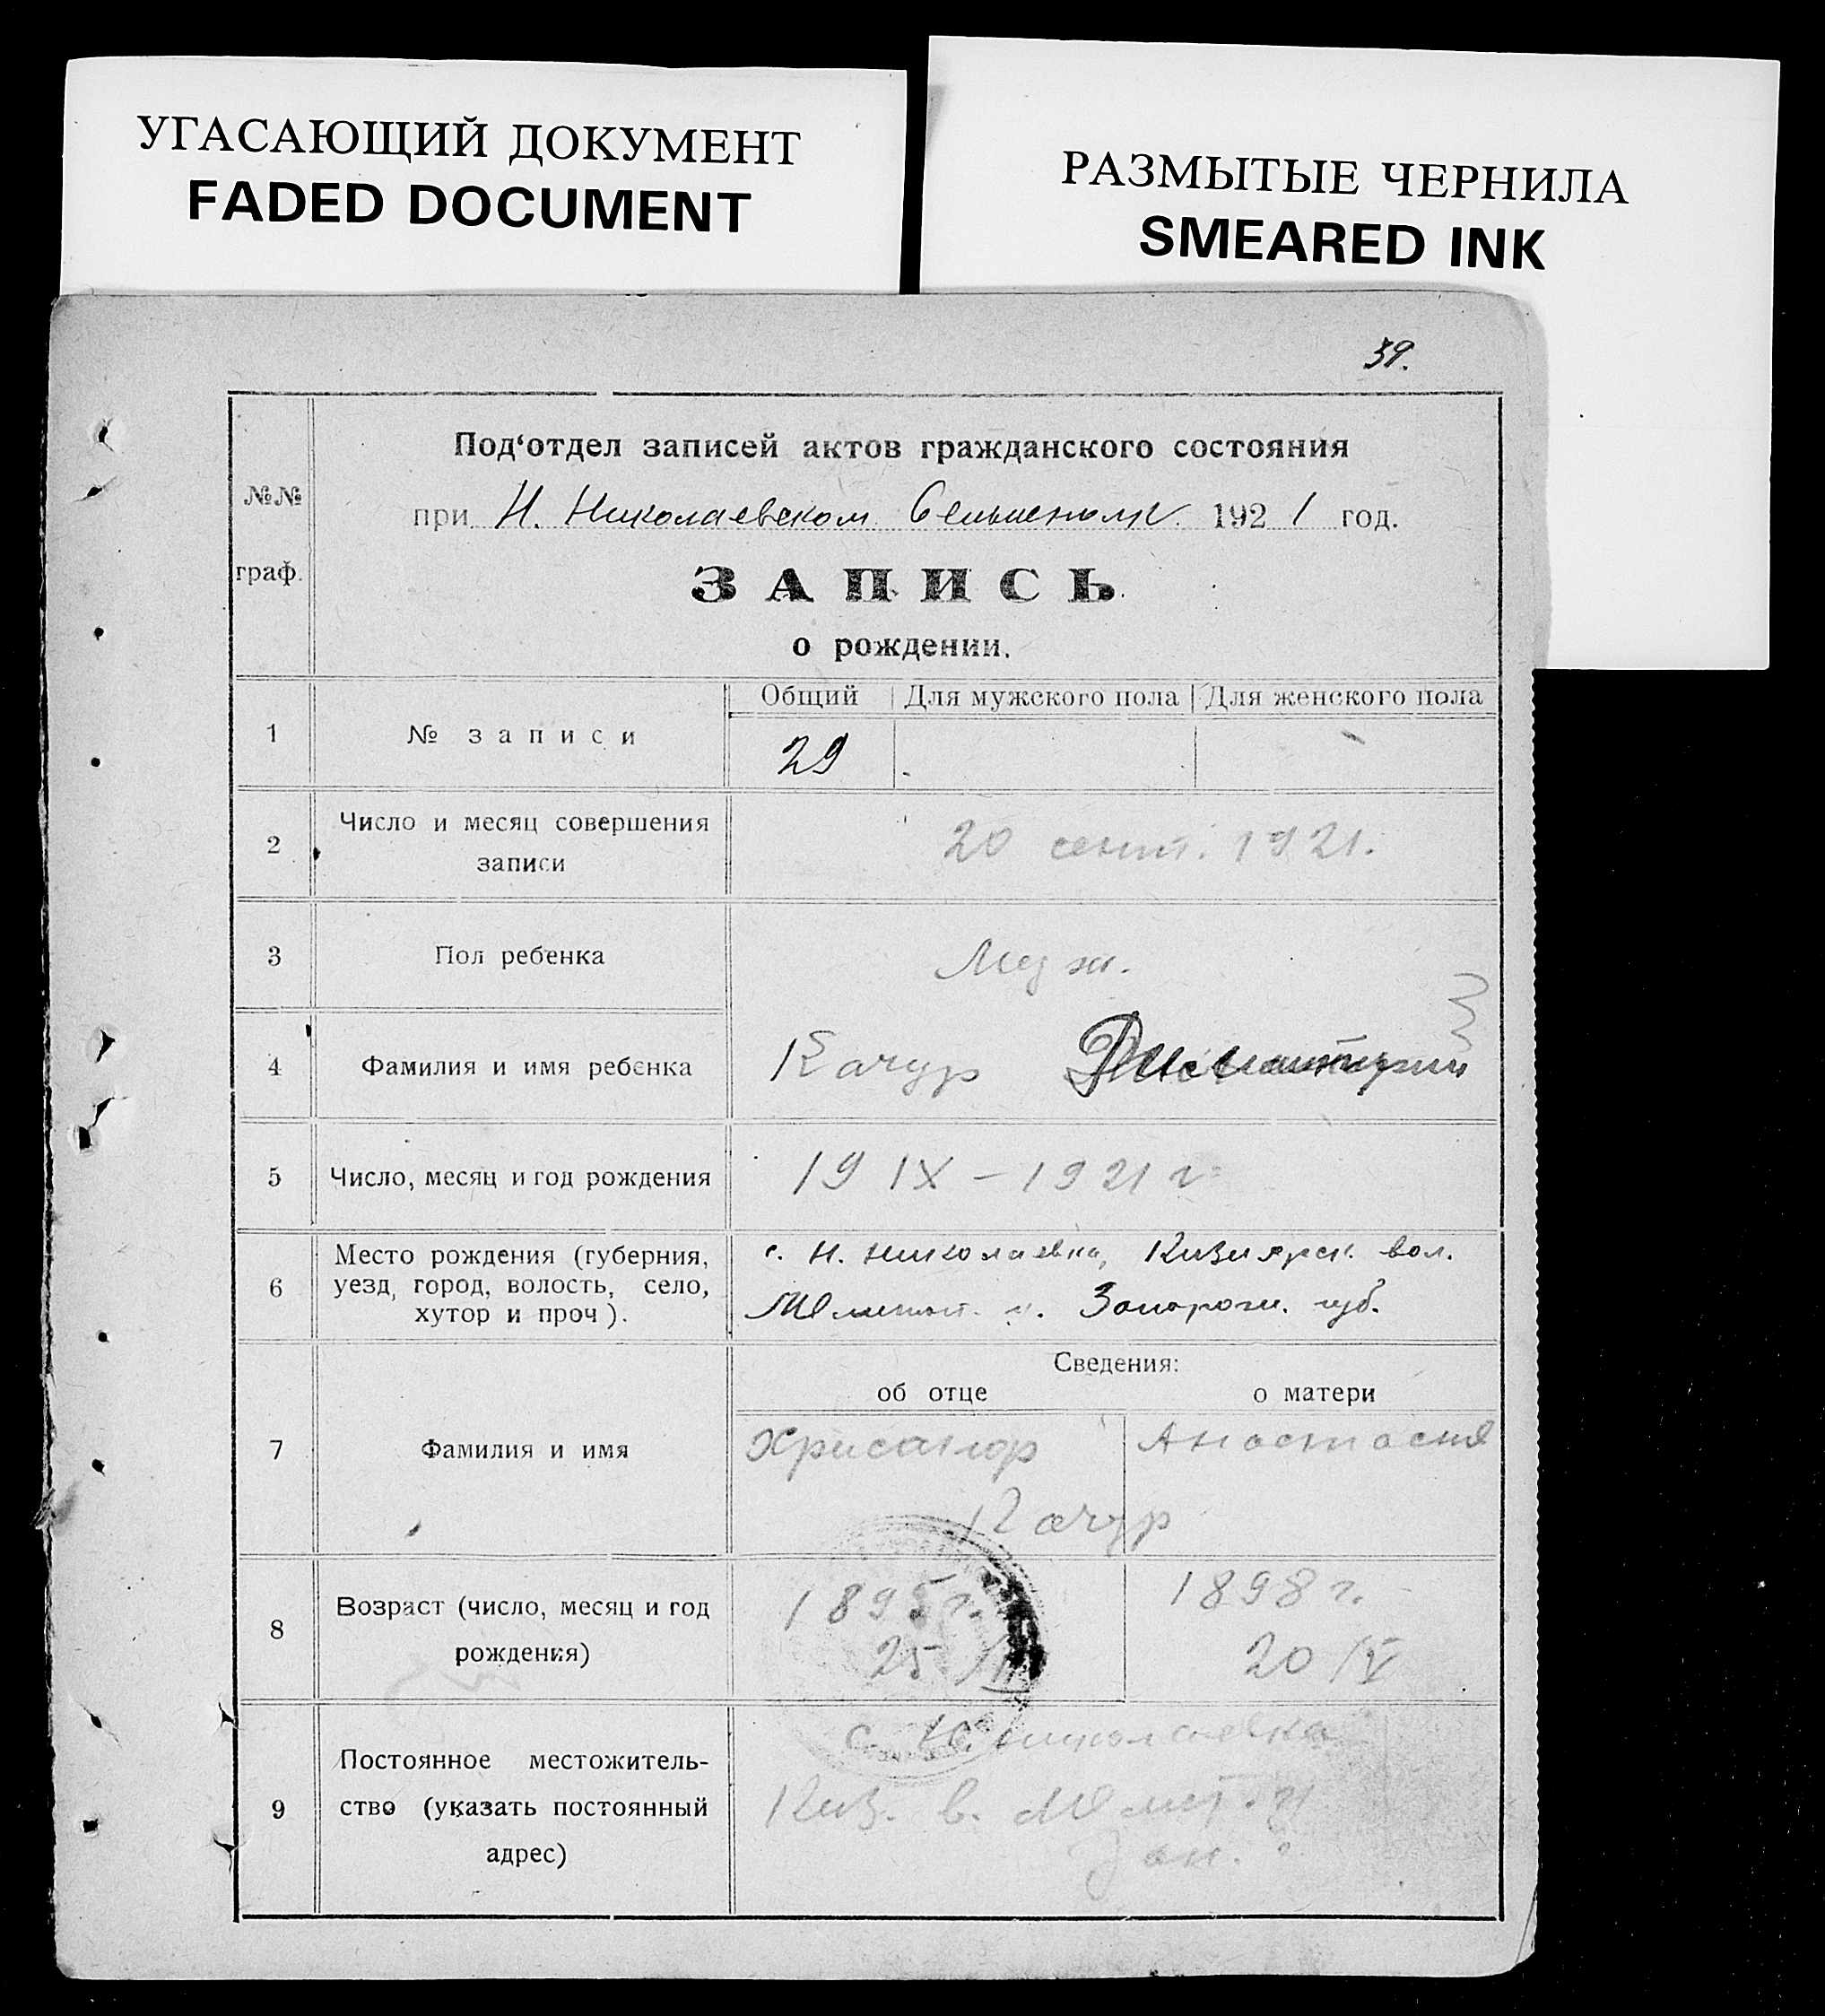 УГАСАЮЩИЙ ДОКУМЕНТ
FADED DOCUMENT
РАЗМЫТЫЕ ЧЕРНИЛА
SMEARED INK
39.
№№
граф.
Под‘отдел записей актов гражданского состояния
при Н. Николаевском 1921 год.
ЗАПИСЬ
о рождении.
Общий Для мужского пола Для женского пола
1 № записи 29
2 Число и месяц совершения
записи
20 сент. 1921.
3 Пол ребенка Муж.
4 Фамилия и имя ребенка Качур
5 Число, месяц и год рождения 19 IX – 1921 г
6 Место рождения (губерния,
уезд, город, волость, село,
хутор и проч).
с. Н. Николаевка, Кизиярск. вол.
Мелитоп. у. Запорож. губ.
Сведения:
об отце о матери
7 Фамилия и имя
Хрисанф Анастасия
Качур
8 Возраст (число, месяц и год
рождения)
1895 г. 1898 г.
25 20/V
9 Постоянное местожитель-
ство (указать постоянный
адрес)
с. Н. Николаевка
Киз. в. Мелит. у
Зап. г.